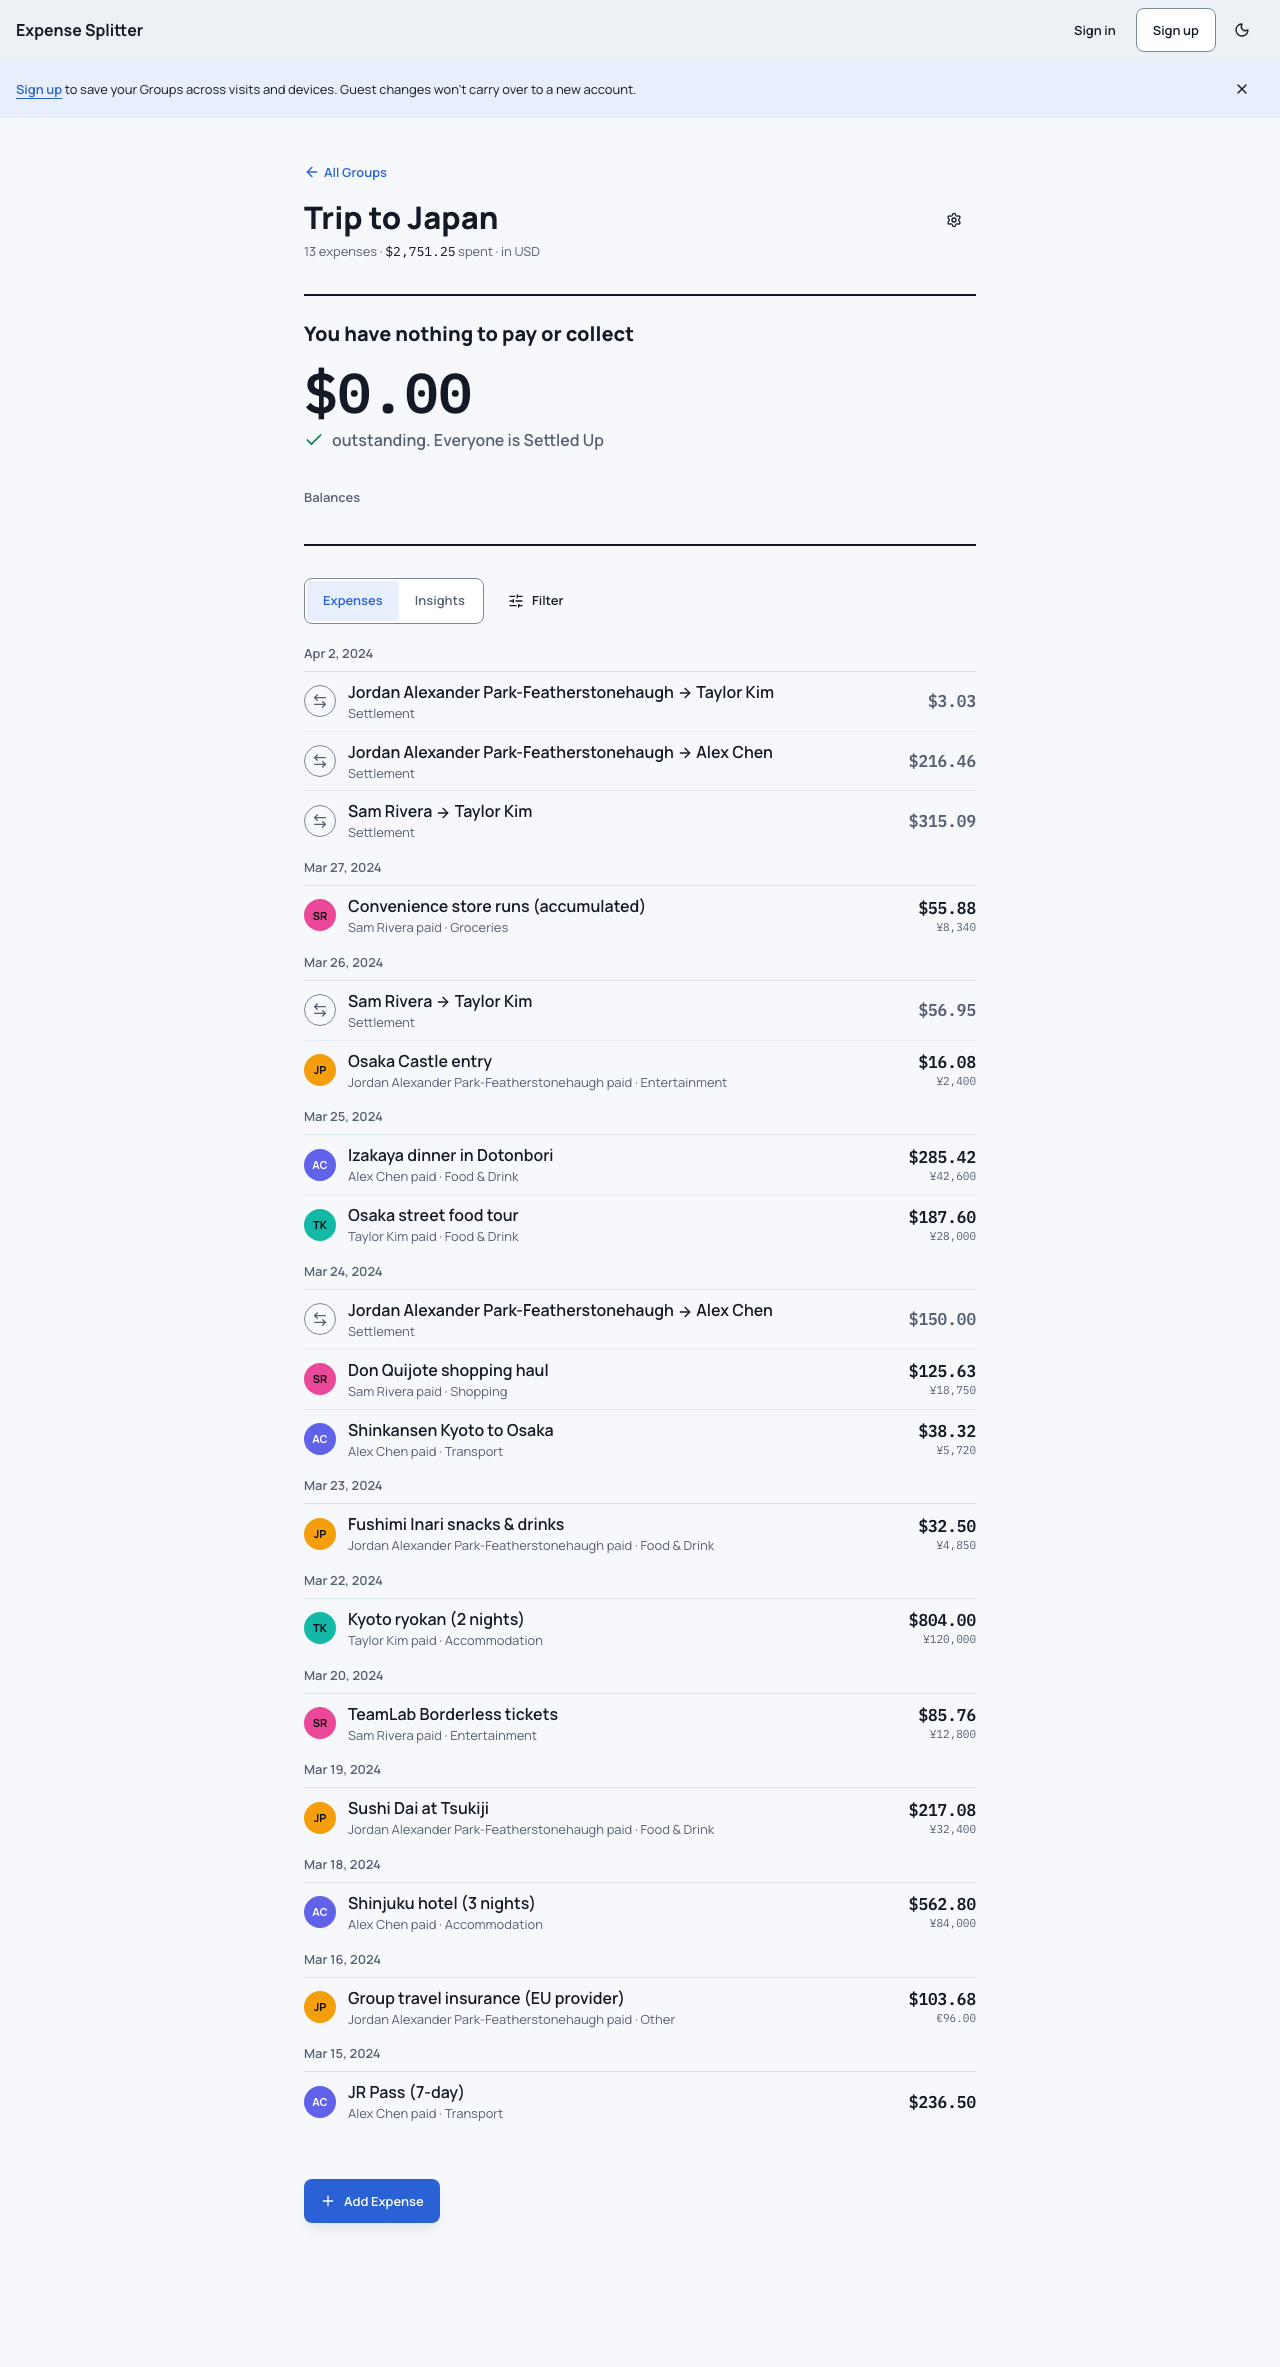 Expense Splitter
Sign in
Sign up
Sign up to save your Groups across visits and devices. Guest changes won't carry over to a new account.
All Groups
Trip to Japan
13 expenses · $2,751.25 spent · in USD
You have nothing to pay or collect
$0.00
outstanding. Everyone is Settled Up
Balances
Expenses
Insights
Filter
Apr 2, 2024
Jordan Alexander Park-Featherstonehaugh → Taylor Kim
$3.03
Settlement
Jordan Alexander Park-Featherstonehaugh → Alex Chen
$216.46
Settlement
Sam Rivera → Taylor Kim
$315.09
Settlement
Mar 27, 2024
SR
Convenience store runs (accumulated)
$55.88
Sam Rivera paid · Groceries
¥8,340
Mar 26, 2024
Sam Rivera → Taylor Kim
$56.95
Settlement
JP
Osaka Castle entry
$16.08
Jordan Alexander Park-Featherstonehaugh paid · Entertainment
¥2,400
Mar 25, 2024
AC
Izakaya dinner in Dotonbori
$285.42
Alex Chen paid · Food & Drink
¥42,600
TK
Osaka street food tour
$187.60
Taylor Kim paid · Food & Drink
¥28,000
Mar 24, 2024
Jordan Alexander Park-Featherstonehaugh → Alex Chen
$150.00
Settlement
SR
Don Quijote shopping haul
$125.63
Sam Rivera paid · Shopping
¥18,750
AC
Shinkansen Kyoto to Osaka
$38.32
Alex Chen paid · Transport
¥5,720
Mar 23, 2024
JP
Fushimi Inari snacks & drinks
$32.50
Jordan Alexander Park-Featherstonehaugh paid · Food & Drink
¥4,850
Mar 22, 2024
TK
Kyoto ryokan (2 nights)
$804.00
Taylor Kim paid · Accommodation
¥120,000
Mar 20, 2024
SR
TeamLab Borderless tickets
$85.76
Sam Rivera paid · Entertainment
¥12,800
Mar 19, 2024
JP
Sushi Dai at Tsukiji
$217.08
Jordan Alexander Park-Featherstonehaugh paid · Food & Drink
¥32,400
Mar 18, 2024
AC
Shinjuku hotel (3 nights)
$562.80
Alex Chen paid · Accommodation
¥84,000
Mar 16, 2024
JP
Group travel insurance (EU provider)
$103.68
Jordan Alexander Park-Featherstonehaugh paid · Other
€96.00
Mar 15, 2024
AC
JR Pass (7-day)
$236.50
Alex Chen paid · Transport
Add Expense